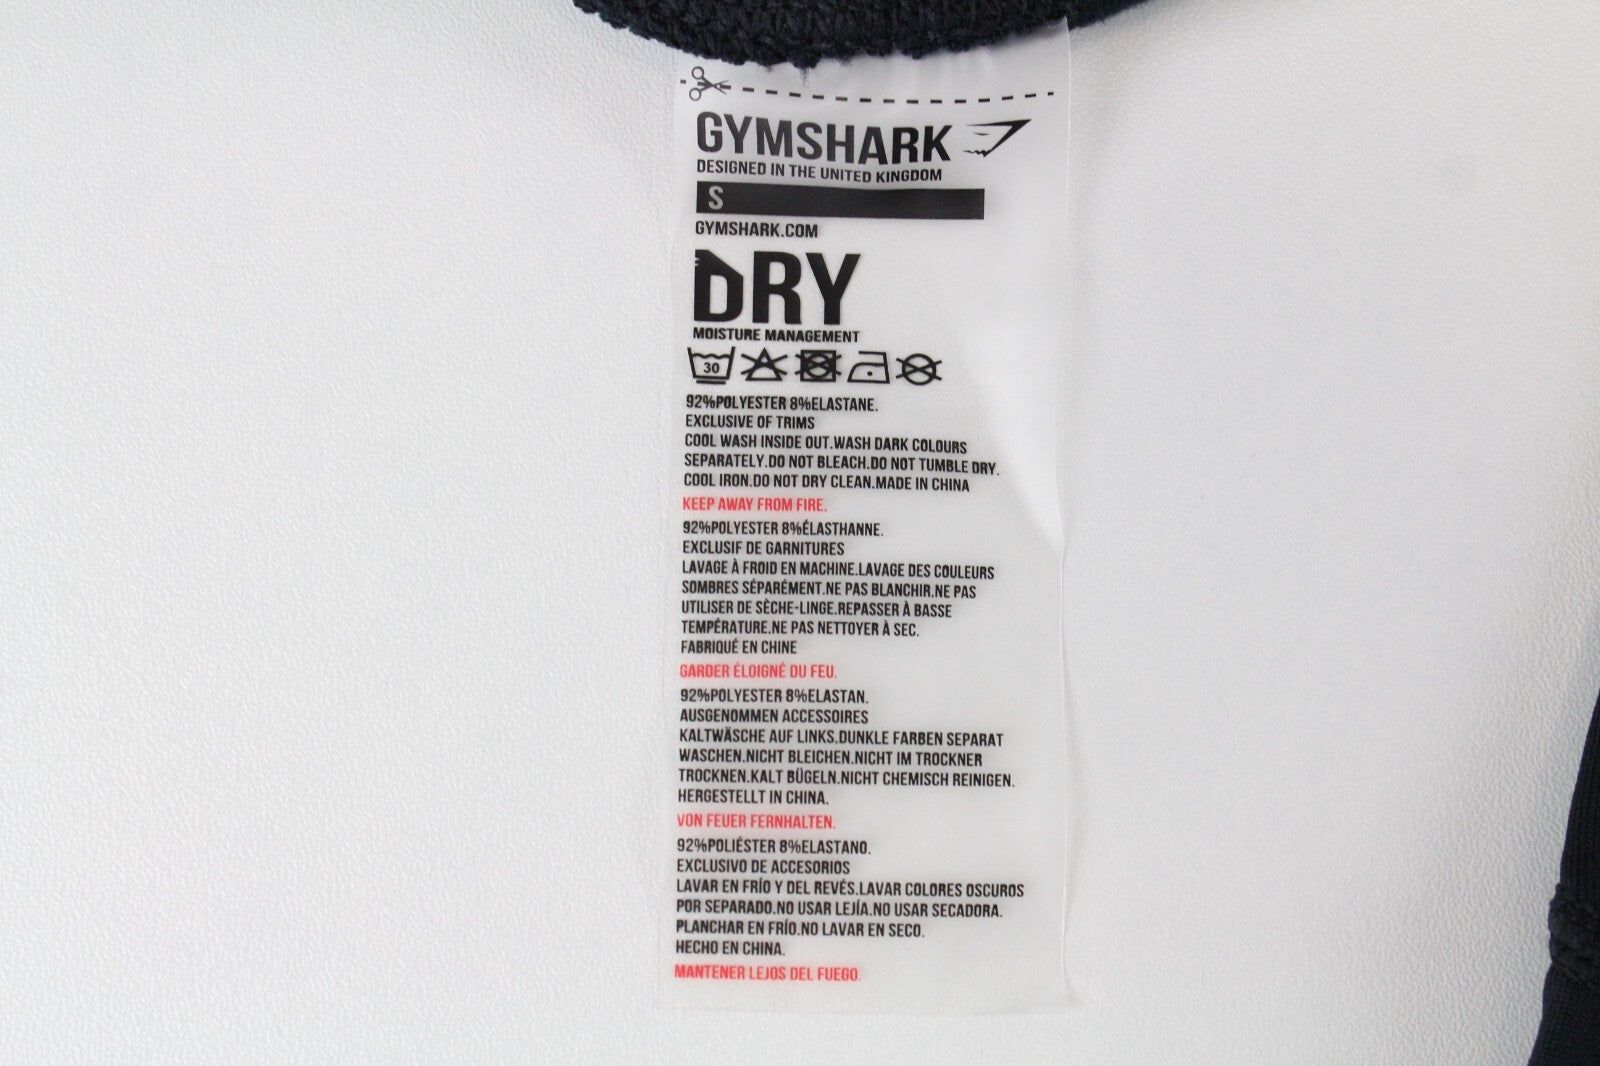 GYMSHARK
DESIGNED IN THE UNITED KINGDOM
S
GYMSHARK.COM
DRY
MOISTURE MANAGEMENT
30
92%POLYESTER 8%ELASTANE.
EXCLUSIVE OF TRIMS
COOL WASH INSIDE OUT.WASH DARK COLOURS
SEPARATELY.DO NOT BLEACH.DO NOT TUMBLE DRY.
COOL IRON.DO NOT DRY CLEAN.MADE IN CHINA
KEEP AWAY FROM FIRE.
92%POLYESTER 8%ÉLASTHANNE.
EXCLUSIF DE GARNITURES
LAVAGE À FROID EN MACHINE.LAVAGE DES COULEURS
SOMBRES SÉPARÉMENT.NE PAS BLANCHIR.NE PAS
UTILISER DE SÈCHE-LINGE.REPASSER À BASSE
TEMPÉRATURE.NE PAS NETTOYER À SEC.
FABRIQUÉ EN CHINE
GARDER ÉLOIGNÉ DU FEU.
92%POLYESTER 8%ELASTAN.
AUSGENOMMEN ACCESSOIRES
KALTWÄSCHE AUF LINKS.DUNKLE FARBEN SEPARAT
WASCHEN.NICHT BLEICHEN.NICHT IM TROCKNER
TROCKNEN.KALT BÜGELN.NICHT CHEMISCH REINIGEN.
HERGESTELLT IN CHINA.
VON FEUER FERNHALTEN.
92%POLIÉSTER 8%ELASTANO.
EXCLUSIVO DE ACCESORIOS
LAVAR EN FRÍO Y DEL REVÉS.LAVAR COLORES OSCUROS
POR SEPARADO.NO USAR LEJÍA.NO USAR SECADORA.
PLANCHAR EN FRÍO.NO LAVAR EN SECO.
HECHO EN CHINA.
MANTENER LEJOS DEL FUEGO.